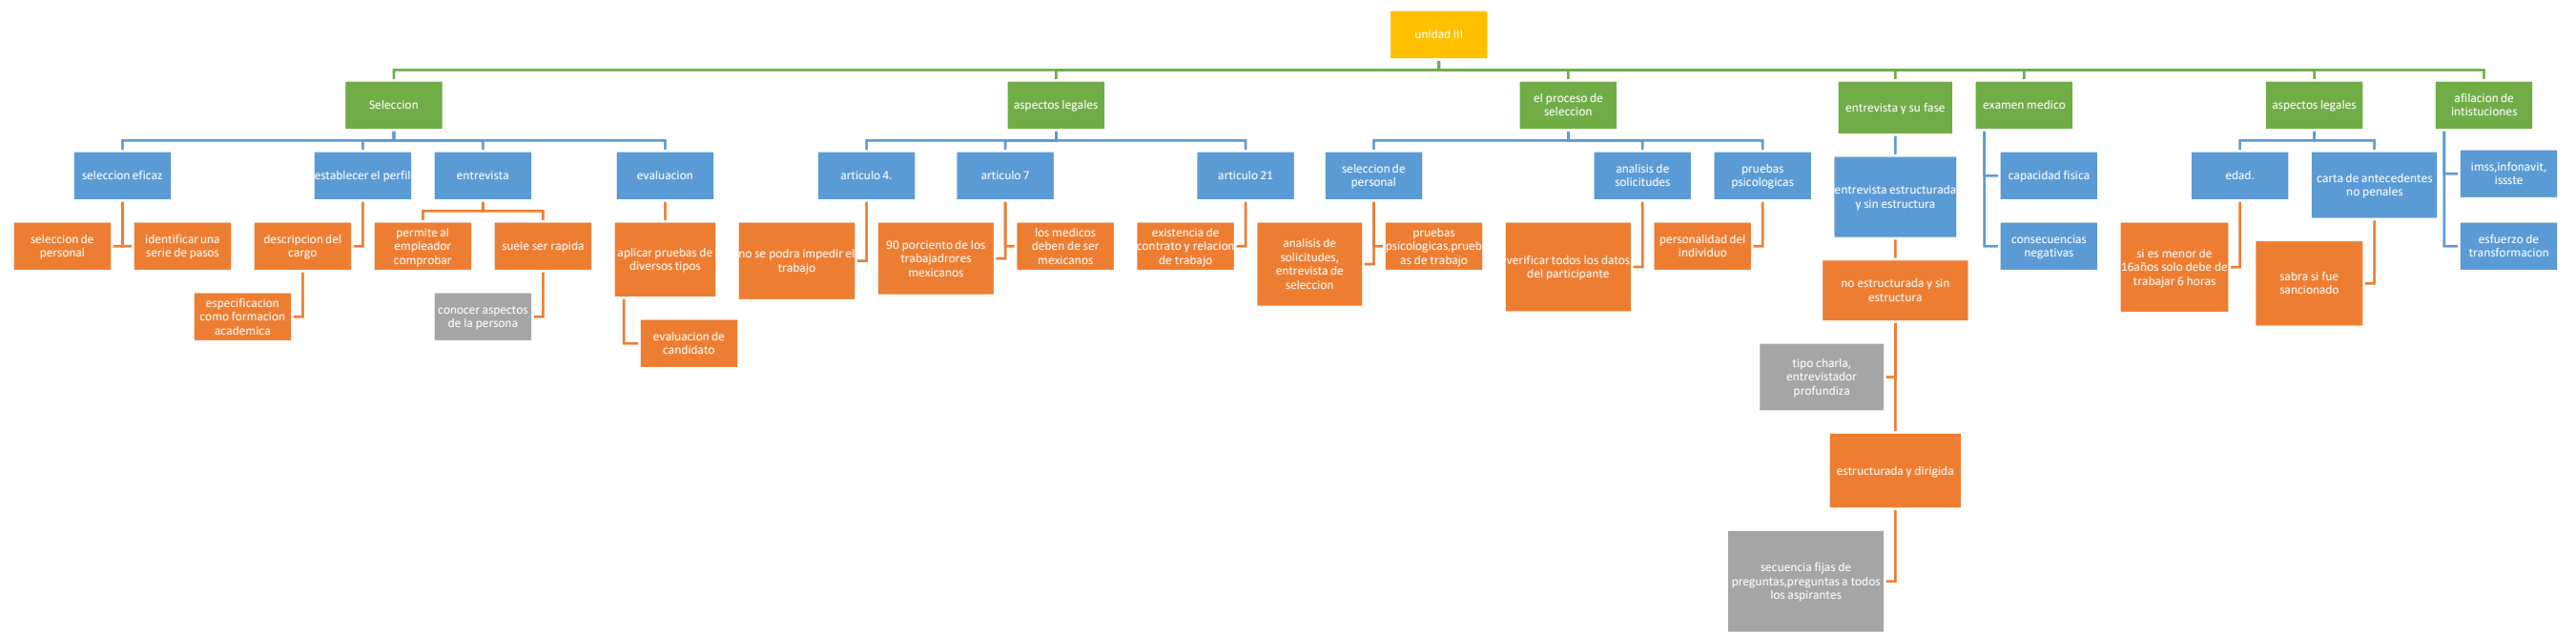 unidad III
Seleccion
aspectos legales
el proceso de
seleccion
entrevista y su fase
examen medico
aspectos legales
afilacion de
intistuciones
seleccion eficaz
establecer el perfil
entrevista
evaluacion
articulo 4.
articulo 7
articulo 21
seleccion de
personal
analisis de
solicitudes
pruebas
psicologicas
entrevista estructurada
y sin estructura
capacidad fisica
edad.
carta de antecedentes
no penales
imss,infonavit,
issste
seleccion de
personal
identificar una
serie de pasos
descripcion del
cargo
permite al
empleador
comprobar
suele ser rapida
aplicar pruebas de
diversos tipos
no se podra impedir el
trabajo
90 porciento de los
trabajadrores
mexicanos
los medicos
deben de ser
mexicanos
existencia de
contrato y relacion
de trabajo
analisis de
solicitudes,
entrevista de
seleccion
pruebas
psicologicas,prueb
as de trabajo
verificar todos los datos
del participante
personalidad del
individuo
no estructurada y sin
estructura
consecuencias
negativas
si es menor de
16años solo debe de
trabajar 6 horas
sabra si fue
sancionado
esfuerzo de
transformacion
especificacion
como formacion
academica
conocer aspectos
de la persona
evaluacion de
candidato
tipo charla,
entrevistador
profundiza
estructurada y dirigida
secuencia fijas de
preguntas,preguntas a todos
los aspirantes